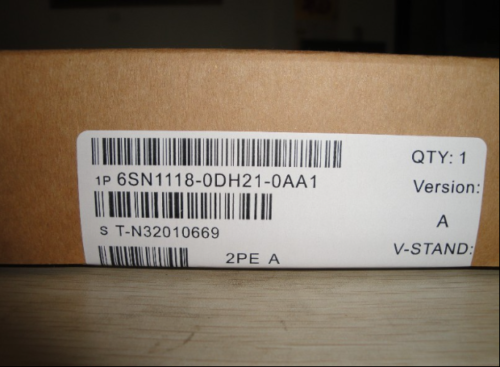 QTY: 1
1P 6SN1118-0DH21-0AA1
Version:
A
S T-N32010669
V-STAND:
2PE A